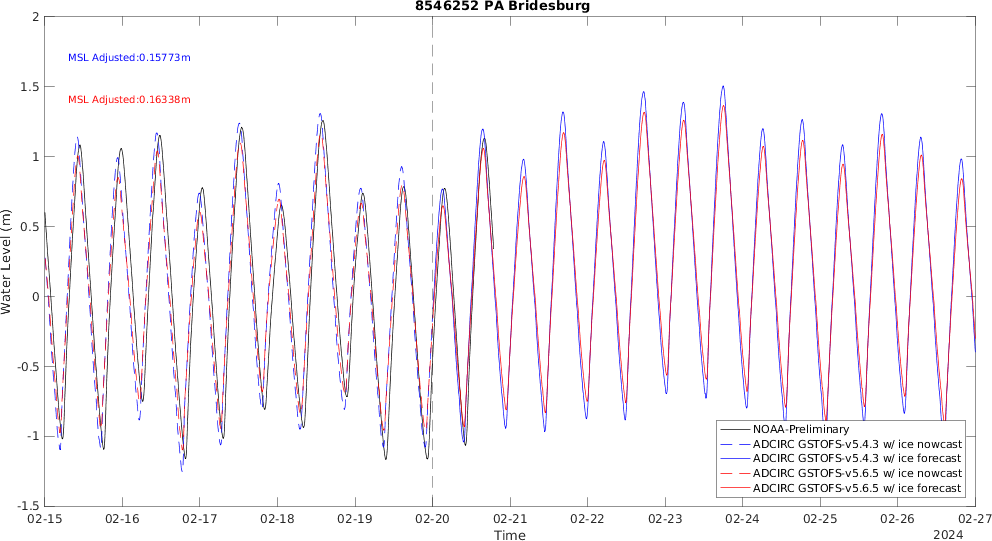 8546252 PA Bridesburg
MSL Adjusted:0.15773m
MSL Adjusted:0.16338m
Water Level (m)
2
1.5
1
0.5
0
-0.5
-1
-1.5
NOAA-Preliminary
ADCIRC GSTOFS-v5.4.3 w/ ice nowcast
ADCIRC GSTOFS-v5.4.3 w/ ice forecast
ADCIRC GSTOFS-v5.6.5 w/ ice nowcast
ADCIRC GSTOFS-v5.6.5 w/ ice forecast
02-15 02-16 02-17 02-18 02-19 02-20 02-21 02-22 02-23 02-24 02-25 02-26 02-27
Time
2024